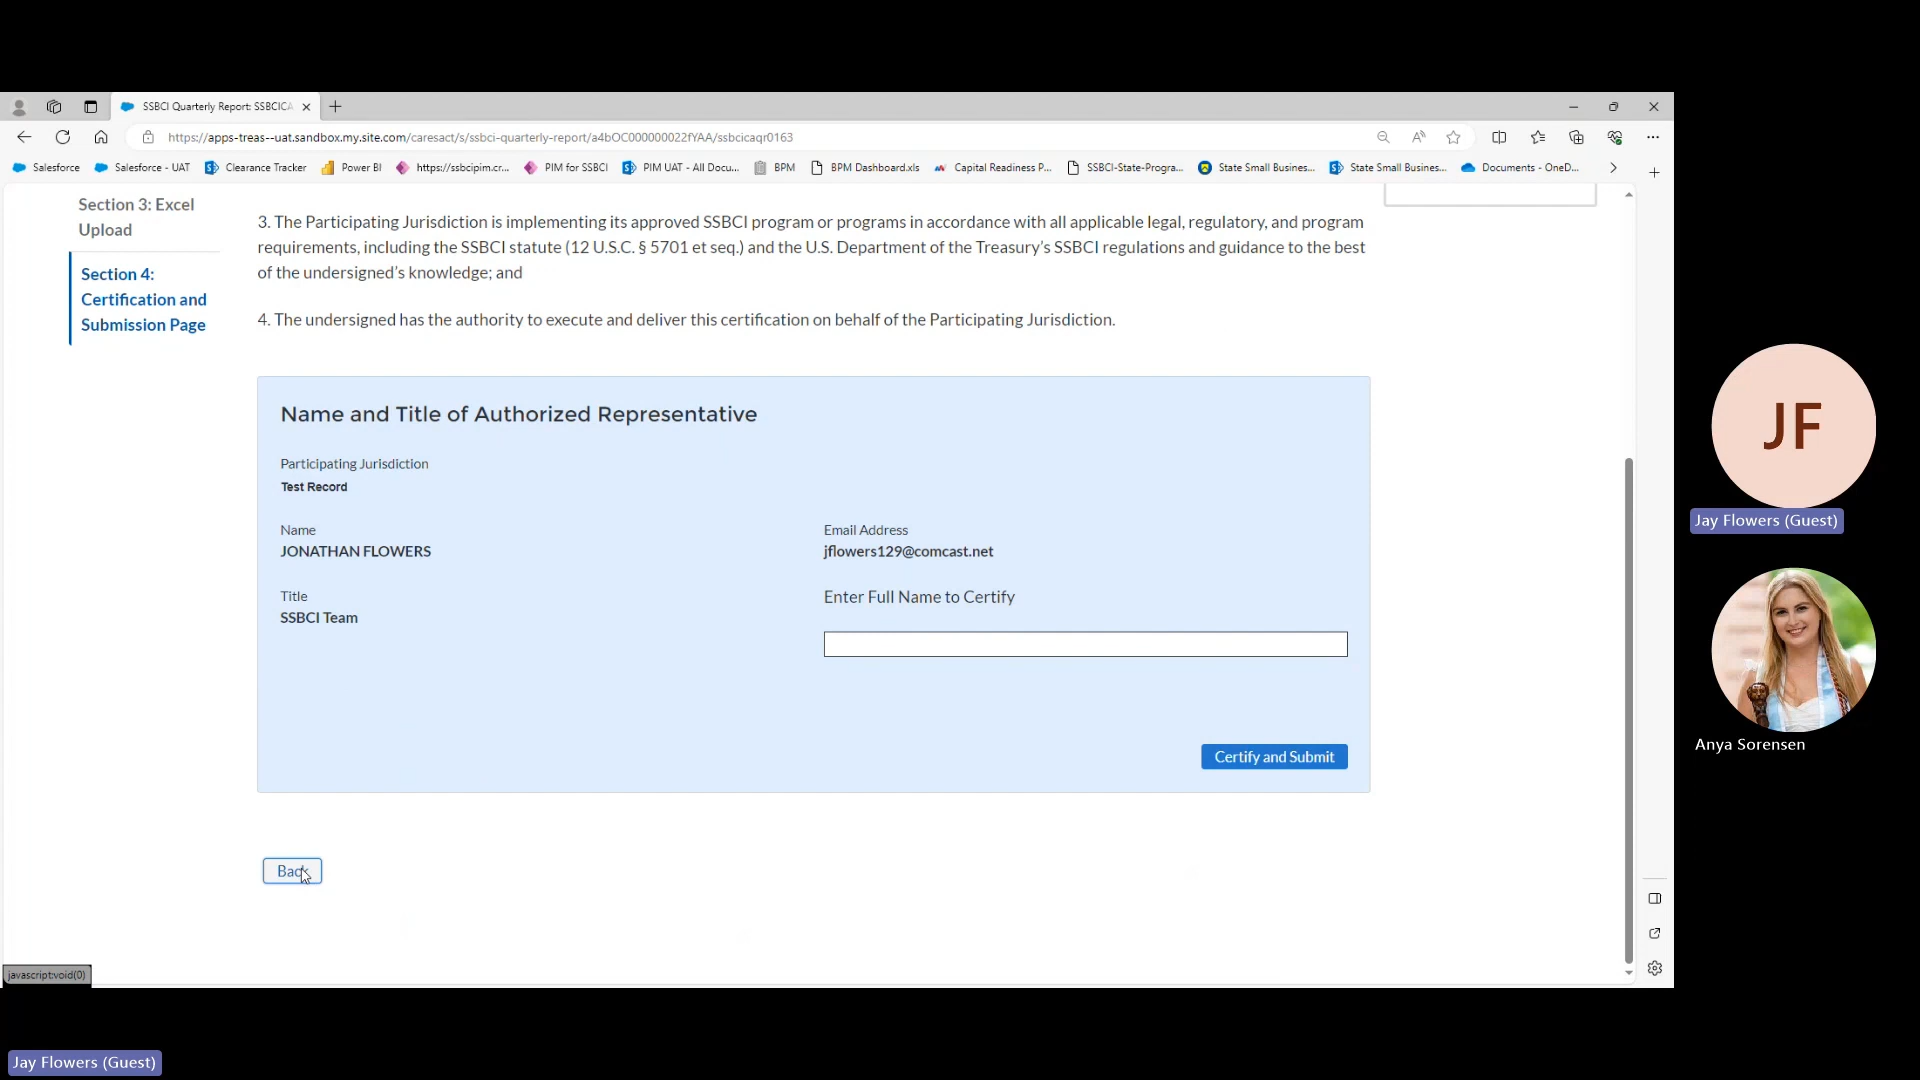 SSBCI Quarterly Report: SSBCICA
https://apps-treas--uat.sandbox.my.site.com/caresact/s/ssbci-quarterly-report/a4bOC000000022fYAA/ssbcicaqr0163
Salesforce
Salesforce - UAT
Clearance Tracker
Power BI
https://ssbcipim.cr...
PIM for SSBCI
PIM UAT - All Docu...
BPM
BPM Dashboard.xls
Capital Readiness P...
SSBCI-State-Progra...
State Small Business...
State Small Business...
Documents - OneD...
Section 3: Excel
Upload
Section 4:
Certification and
Submission Page
3. The Participating Jurisdiction is implementing its approved SSBCI program or programs in accordance with all applicable legal, regulatory, and program
requirements, including the SSBCI statute (12 U.S.C. § 5701 et seq.) and the U.S. Department of the Treasury’s SSBCI regulations and guidance to the best
of the undersigned’s knowledge; and
4. The undersigned has the authority to execute and deliver this certification on behalf of the Participating Jurisdiction.
Name and Title of Authorized Representative
Participating Jurisdiction
Test Record
Name
JONATHAN FLOWERS
Email Address
jflowers129@comcast.net
Title
SSBCI Team
Enter Full Name to Certify
Certify and Submit
Back
javascript:void(0)
JF
Jay Flowers (Guest)
Anya Sorensen
Jay Flowers (Guest)